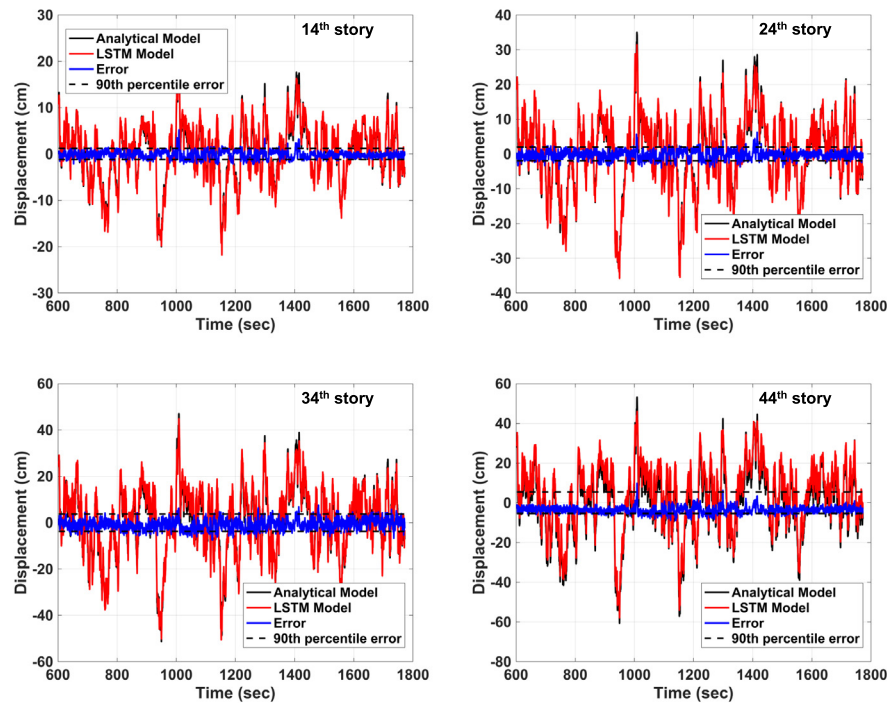 14th story
Analytical Model
LSTM Model
Error
90th percentile error
Displacement (cm)
30
20
10
0
-10
-20
-30
600 800 1000 1200 1400 1600 1800
Time (sec)
24th story
Displacement (cm)
40
30
20
10
0
-10
-20
-30
-40
Analytical Model
LSTM Model
Error
90th percentile error
600 800 1000 1200 1400 1600 1800
Time (sec)
34th story
Displacement (cm)
60
40
20
0
-20
-40
-60
Analytical Model
LSTM Model
Error
90th percentile error
600 800 1000 1200 1400 1600 1800
Time (sec)
44th story
Displacement (cm)
60
40
20
0
-20
-40
-60
-80
Analytical Model
LSTM Model
Error
90th percentile error
600 800 1000 1200 1400 1600 1800
Time (sec)